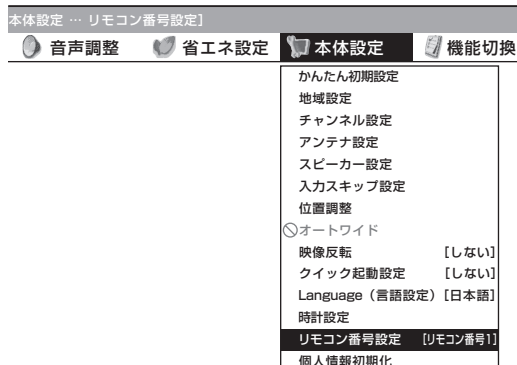 本体設定 … リモコン番号設定]
音声調整 省エネ設定 本体設定 機能切換
かんたん初期設定
地域設定
チャンネル設定
アンテナ設定
スピーカー設定
入力スキップ設定
位置調整
オートワイド
映像反転 [しない]
クイック起動設定 [しない]
Language(言語設定) [日本語]
時計設定
リモコン番号設定 [リモコン番号1]
個人情報初期化